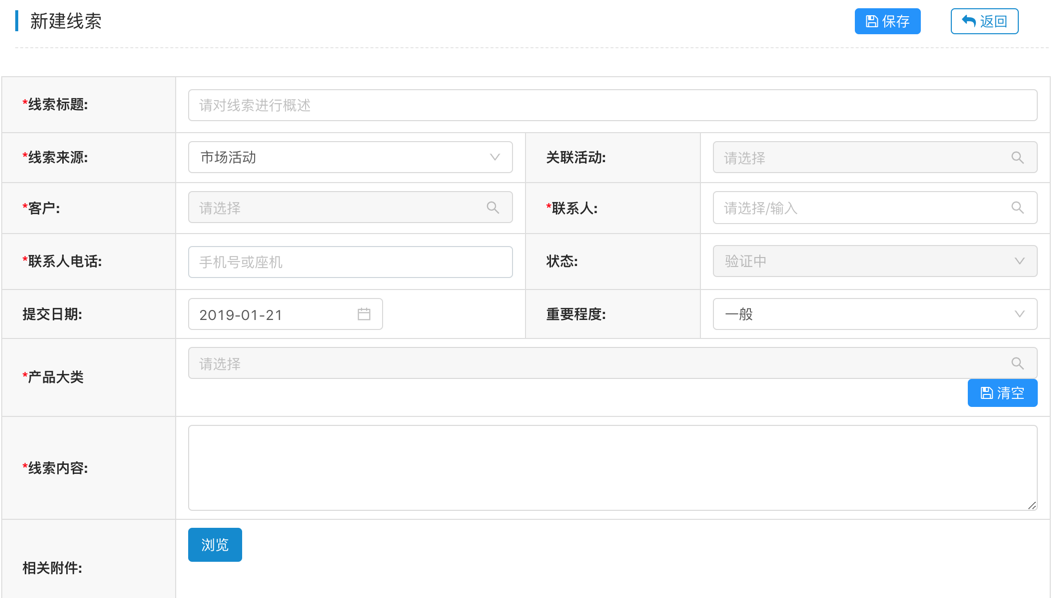 新建线索
保存
返回
*线索标题:
请对线索进行概述
*线索来源:
市场活动
关联活动:
请选择
*客户:
请选择
*联系人:
请选择/输入
*联系人电话:
手机号或座机
状态:
验证中
提交日期:
2019-01-21
重要程度:
一般
*产品大类
请选择
清空
*线索内容:
相关附件:
浏览